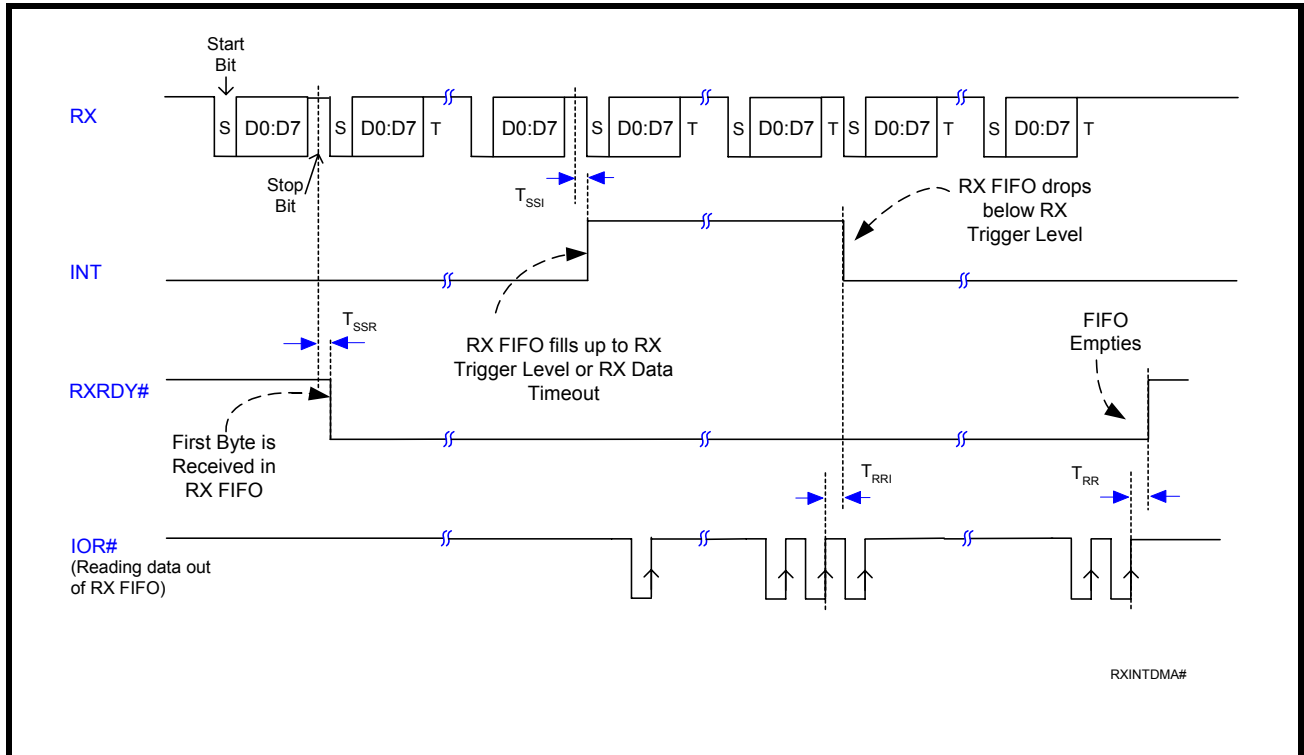 Start
Bit
RX
S D0:D7 S D0:D7 T D0:D7 S D0:D7 T S D0:D7 T S D0:D7 T S D0:D7 T
Stop
Bit
TSSI
RX FIFO drops
below RX
Trigger Level
INT
TSSR
RX FIFO fills up to RX
Trigger Level or RX Data
Timeout
FIFO
Empties
RXRDY#
First Byte is
Received in
RX FIFO
TRRI
TRR
IOR#
(Reading data out
of RX FIFO)
RXINTDMA#